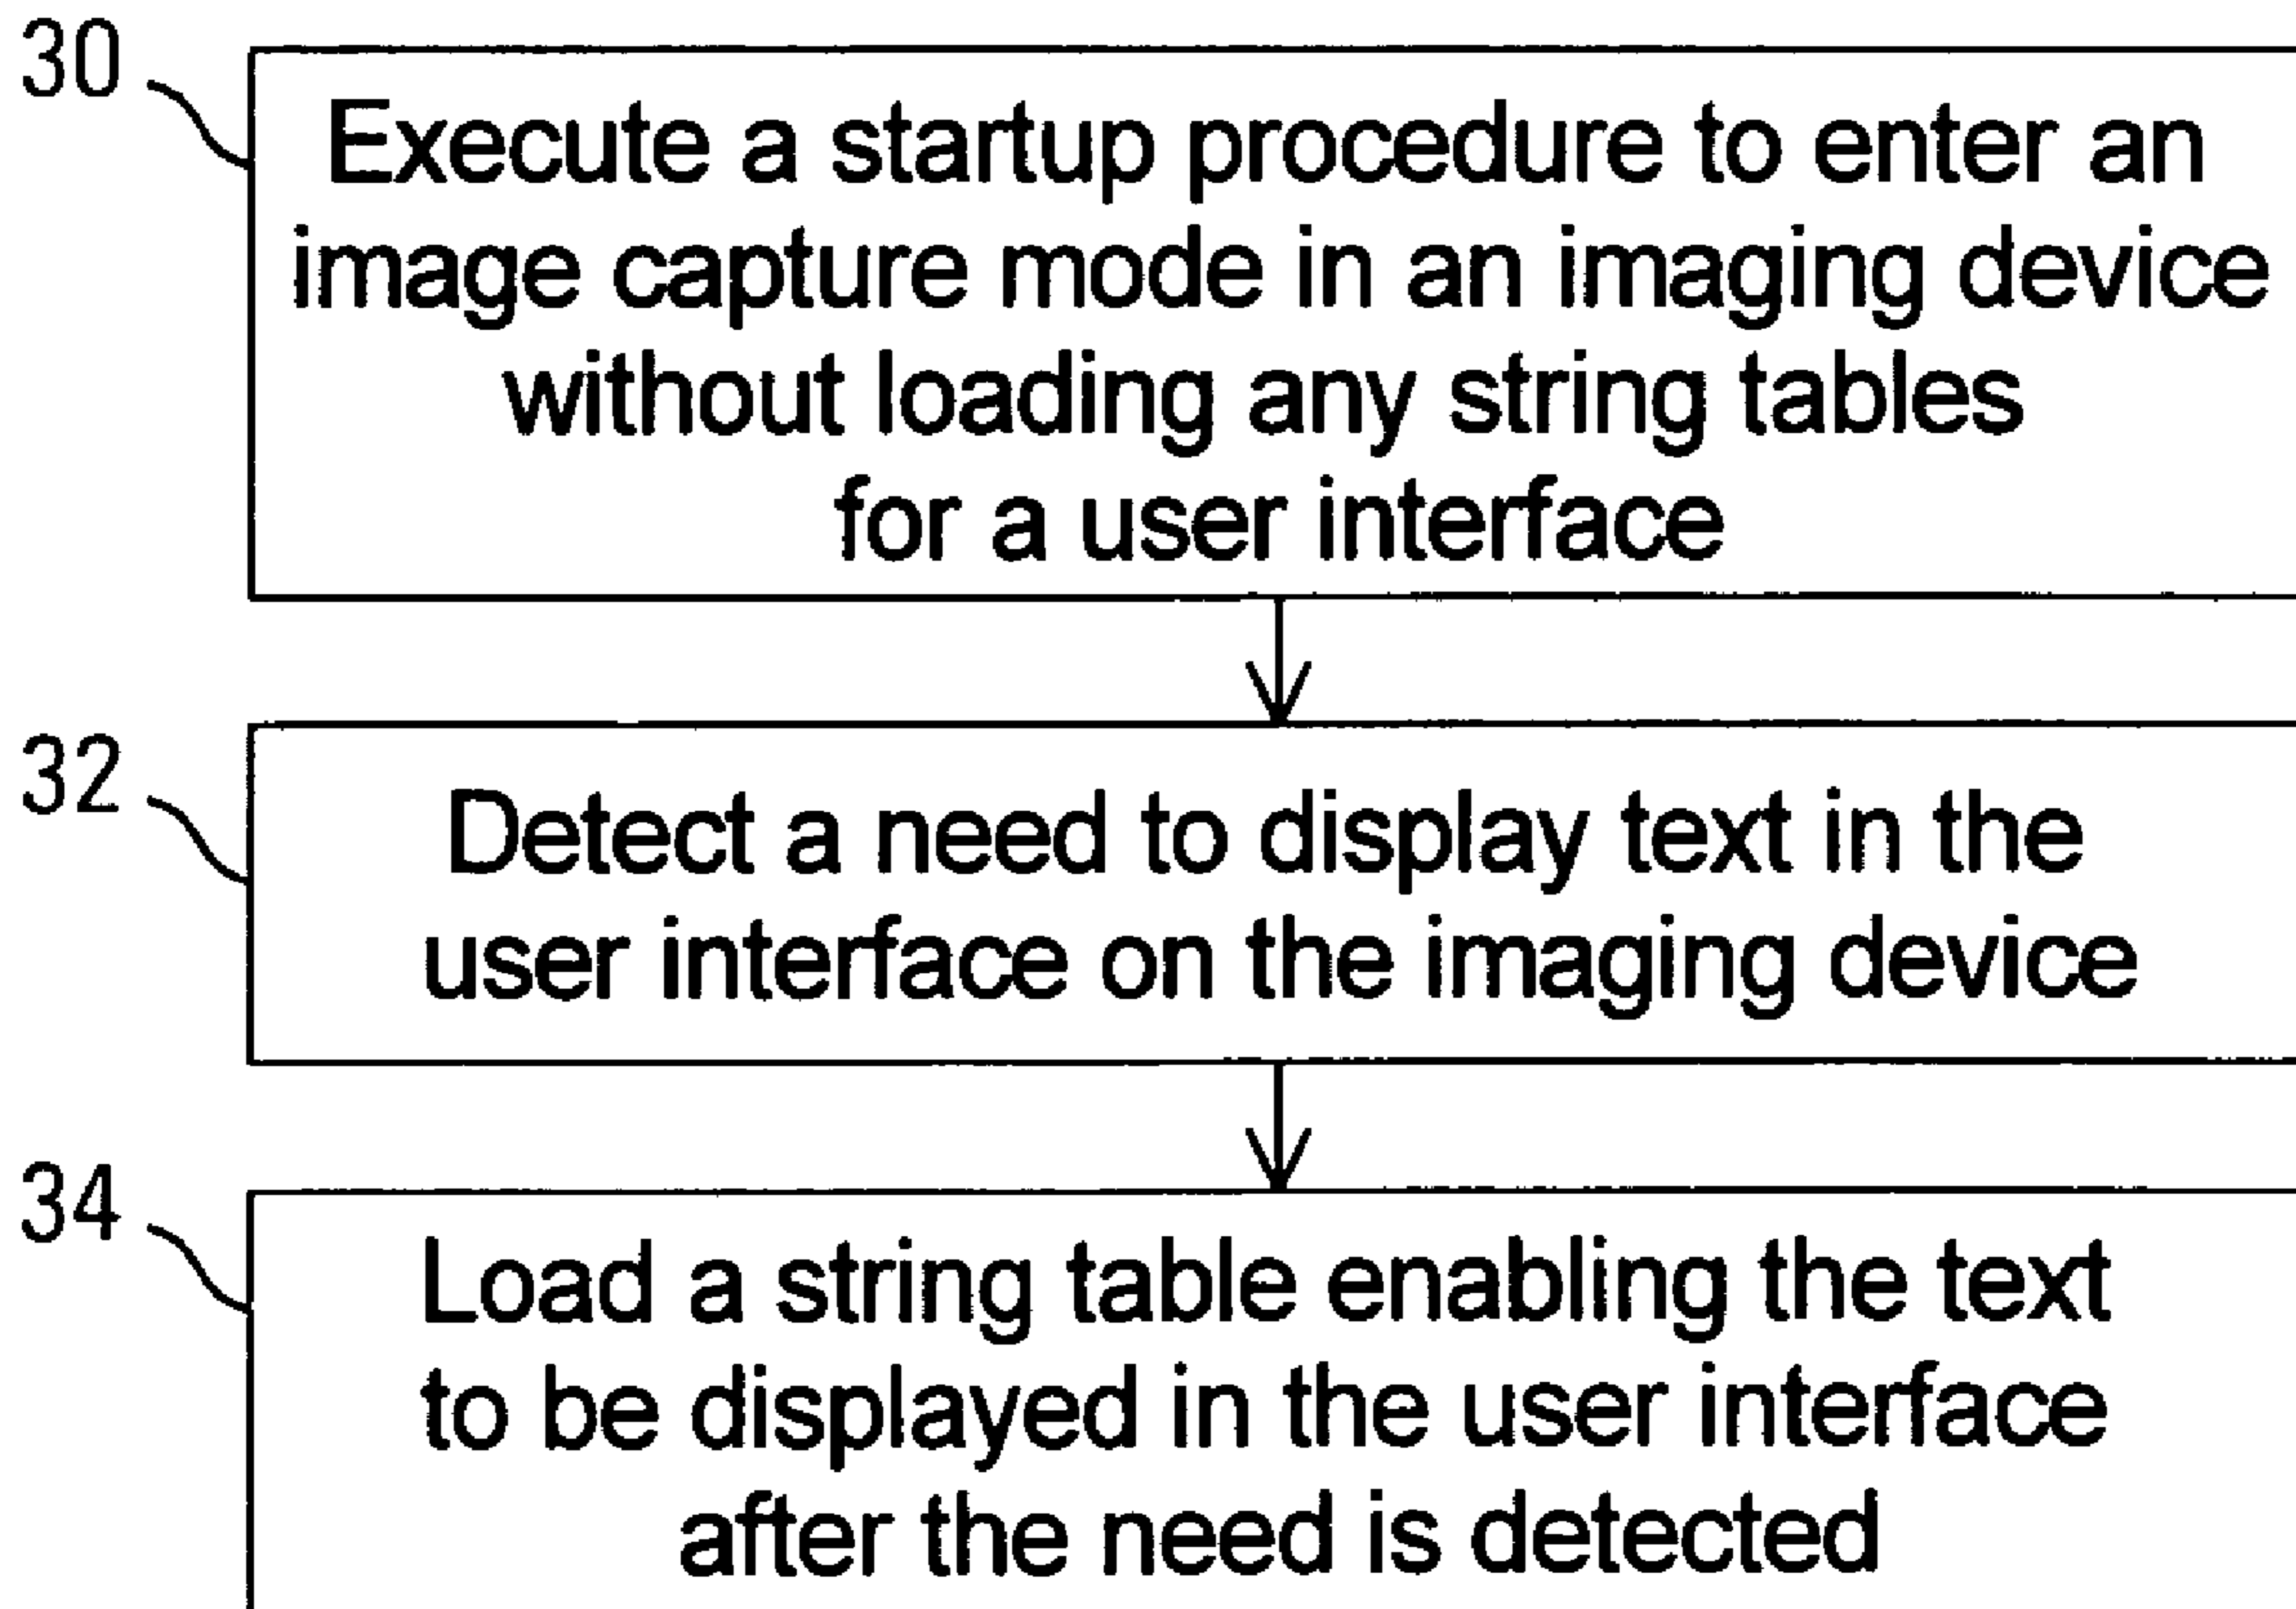 30
Execute a startup procedure to enter an
image capture mode in an imaging device
without loading any string tables
for a user interface
32
Detect a need to display text in the
user interface on the imaging device
34
Load a string table enabling the text
to be displayed in the user interface
after the need is detected